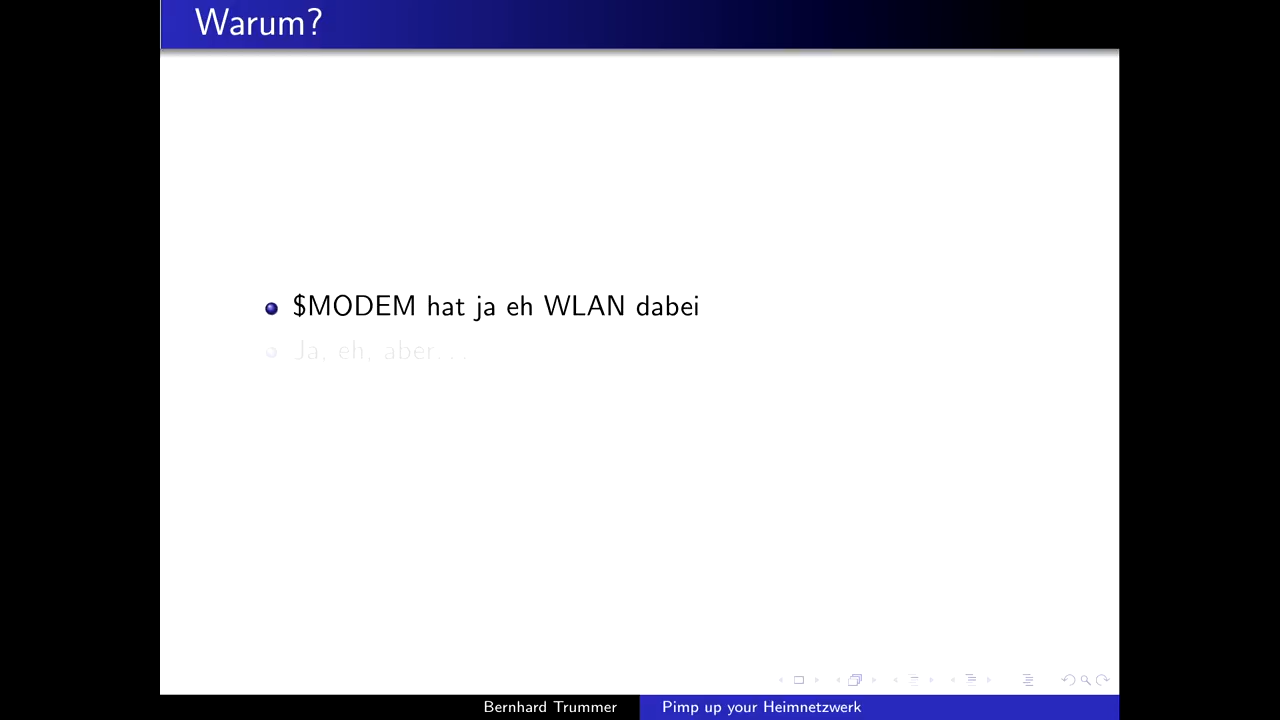 Warum?
$MODEM hat ja eh WLAN dabei
Ja, eh, aber...
Bernhard Trummer
Pimp up your Heimnetzwerk